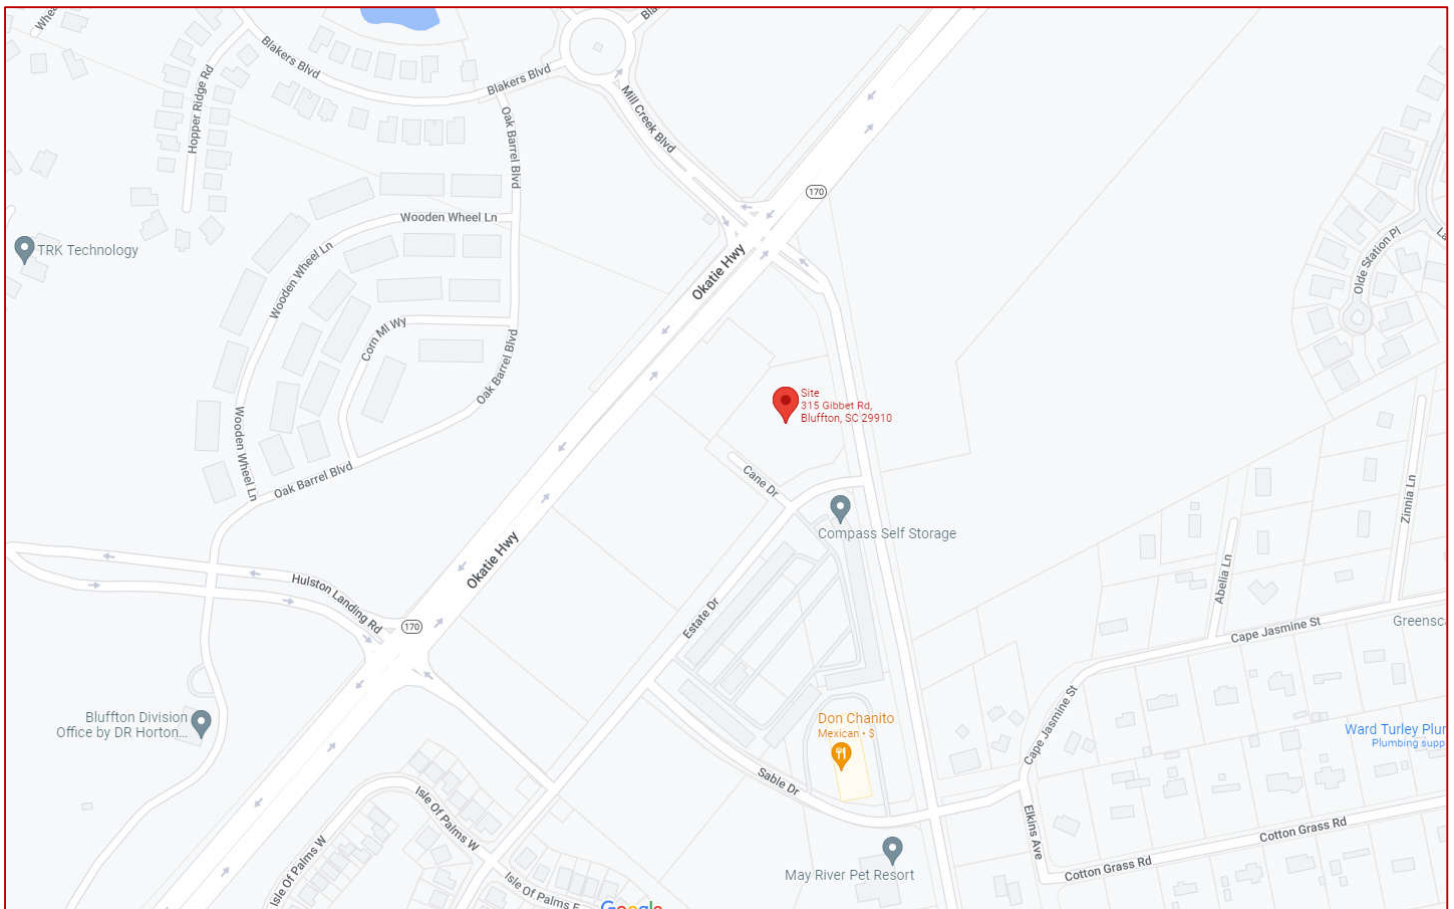 Whee
Blakers Blvd
Bla
Hopper Ridge Rd
Blakers Blvd
Mill Creek Blvd
Oak Barrel Blvd
170
Wooden Wheel Ln
TRK Technology
Wooden Wheel Ln
Okatie Hwy
Olde Station Pl
La
Corn Ml Wy
Oak Barrel Blvd
Site
315 Gibbet Rd,
Bluffton, SC 29910
Wooden Wheel Ln
Oak Barrel Blvd
Cane Dr
Zinnia Ln
Compass Self Storage
Okatie Hwy
Hulston Landing Rd
Abelia Ln
Estate Dr
170
Cape Jasmine St
Greensc
Bluffton Division
Office by DR Horton...
Don Chanito
Mexican • $
Cape Jasmine St
Ward Turley Plur
Plumbing supp
Sable Dr
Isle Of Palms W
Elkins Ave
Cotton Grass Rd
Isle Of Palms W
May River Pet Resort
Cotton Grass Rd
Isle Of Palms E
Google